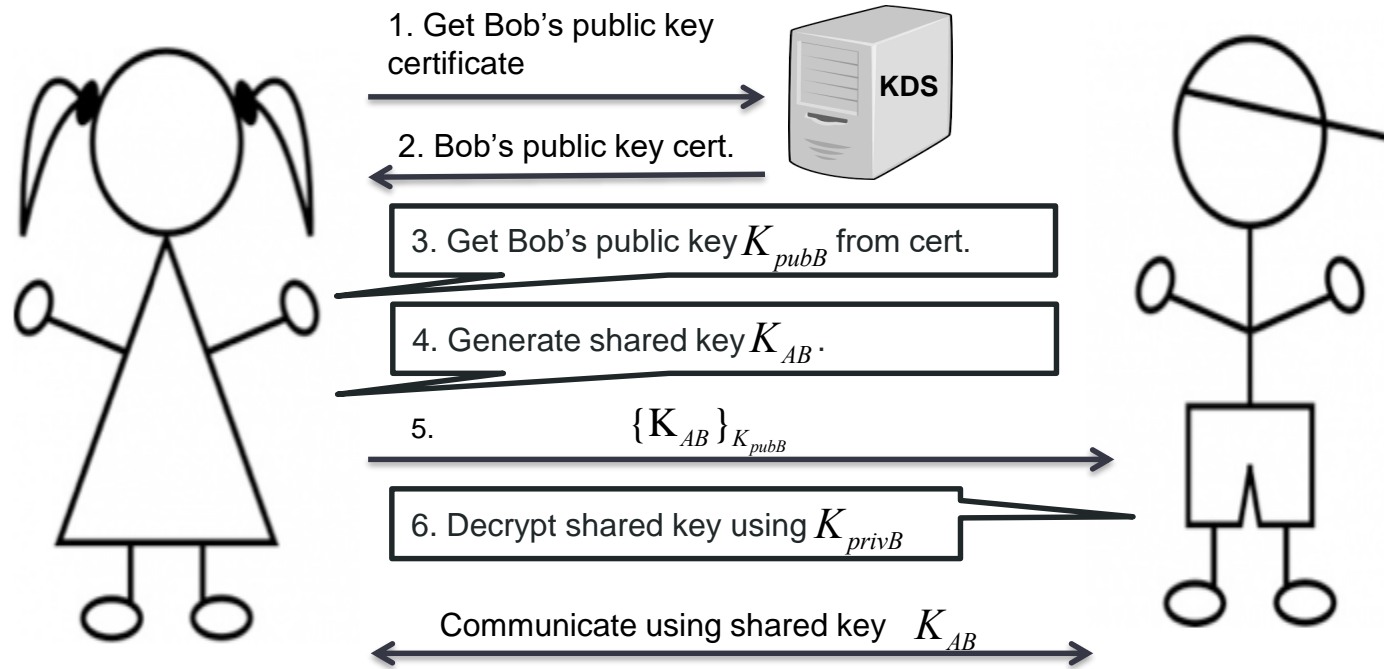 1. Get Bob’s public key
certificate
KDS
2. Bob’s public key cert.
3. Get Bob’s public key K_pubB from cert.
4. Generate shared key K_AB.
5. {K_AB}_K_pubB
6. Decrypt shared key using K_privB
Communicate using shared key K_AB